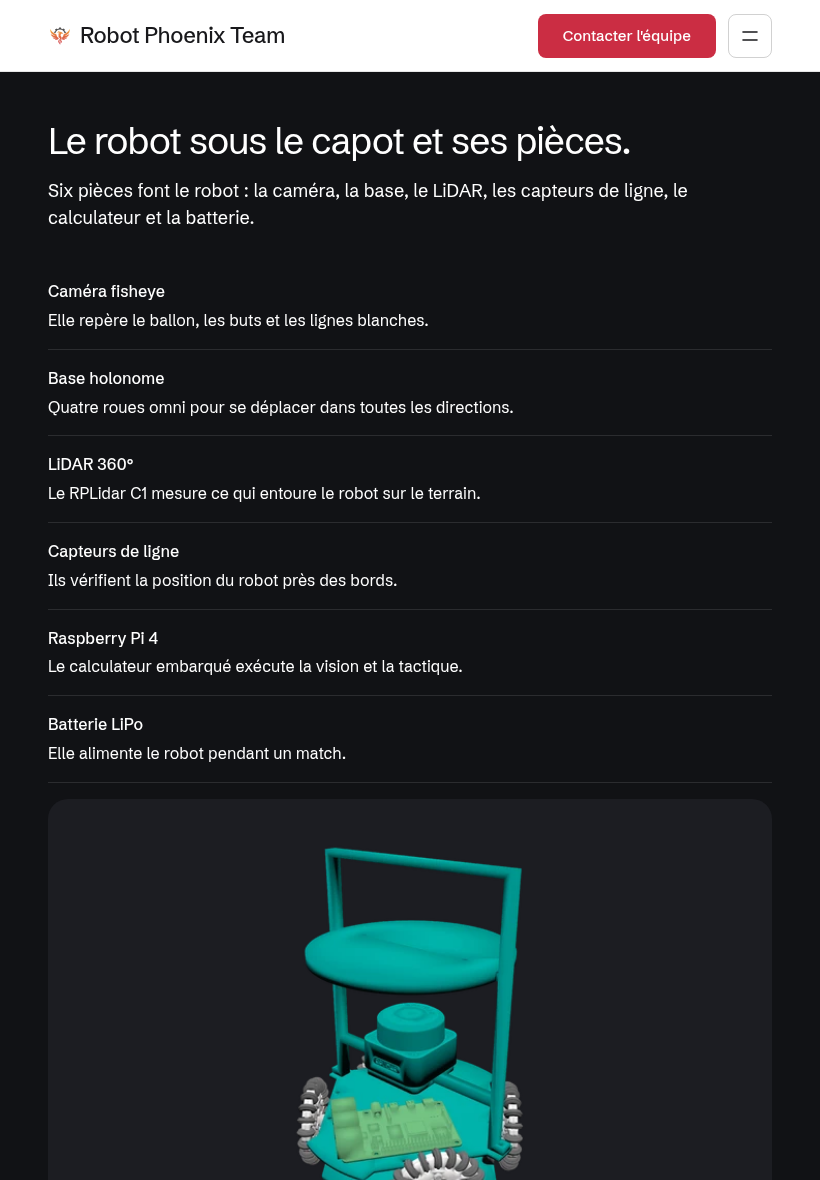 Robot Phoenix Team
Contacter l'équipe
Le robot sous le capot et ses pièces.
Six pièces font le robot : la caméra, la base, le LiDAR, les capteurs de ligne, le
calculateur et la batterie.
Caméra fisheye
Elle repère le ballon, les buts et les lignes blanches.
Base holonome
Quatre roues omni pour se déplacer dans toutes les directions.
LiDAR 360°
Le RPLidar C1 mesure ce qui entoure le robot sur le terrain.
Capteurs de ligne
Ils vérifient la position du robot près des bords.
Raspberry Pi 4
Le calculateur embarqué exécute la vision et la tactique.
Batterie LiPo
Elle alimente le robot pendant un match.